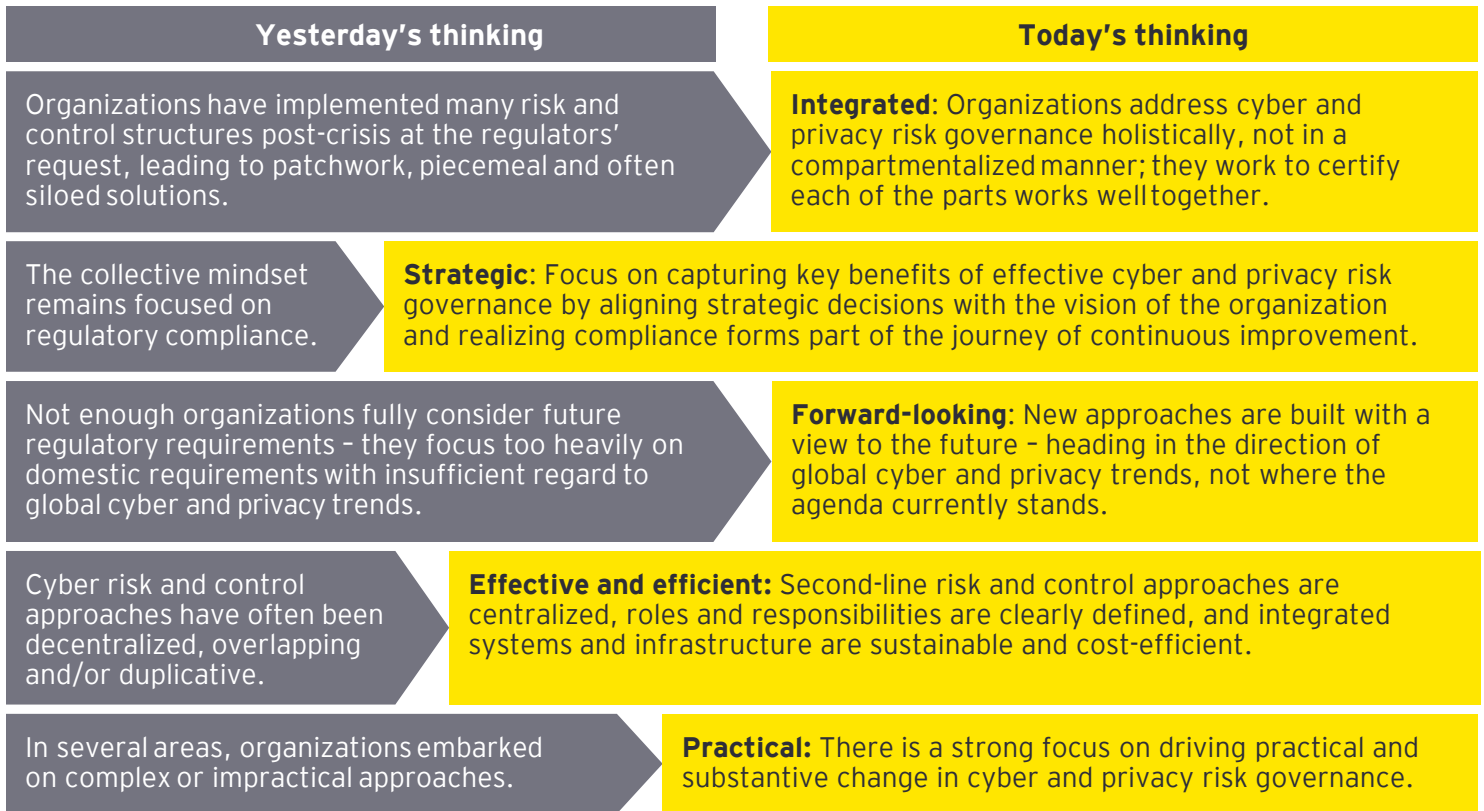 Yesterday's thinking
Today's thinking
Organizations have implemented many risk and
control structures post-crisis at the regulators'
request, leading to patchwork, piecemeal and often
siloed solutions.
Integrated: Organizations address cyber and
privacy risk governance holistically, not in a
compartmentalized manner; they work to certify
each of the parts works well together.
The collective mindset
remains focused on
regulatory compliance.
Strategic: Focus on capturing key benefits of effective cyber and privacy risk
governance by aligning strategic decisions with the vision of the organization
and realizing compliance forms part of the journey of continuous improvement.
Not enough organizations fully consider future
regulatory requirements – they focus too heavily on
domestic requirements with insufficient regard to
global cyber and privacy trends.
Forward-looking: New approaches are built with a
view to the future – heading in the direction of
global cyber and privacy trends, not where the
agenda currently stands.
Cyber risk and control
approaches have often been
decentralized, overlapping
and/or duplicative.
Effective and efficient: Second-line risk and control approaches are
centralized, roles and responsibilities are clearly defined, and integrated
systems and infrastructure are sustainable and cost-efficient.
In several areas, organizations embarked
on complex or impractical approaches.
Practical: There is a strong focus on driving practical and
substantive change in cyber and privacy risk governance.